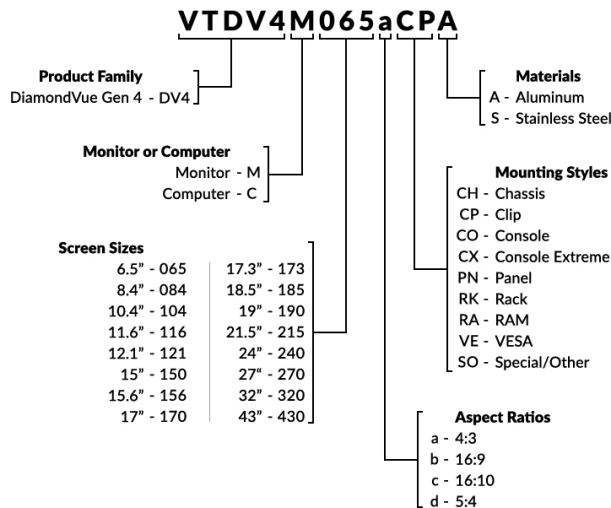 VTDV4M065aCPA
Product Family
DiamondVue Gen 4 - DV4
Monitor or Computer
Monitor - M
Computer - C
Screen Sizes
6.5” - 065
8.4” - 084
10.4” - 104
11.6” - 116
12.1” - 121
15” - 150
15.6” - 156
17” - 170
17.3” - 173
18.5” - 185
19” - 190
21.5” - 215
24” - 240
27“ - 270
32” - 320
43” - 430
Materials
A - Aluminum
S - Stainless Steel
Mounting Styles
CH - Chassis
CP - Clip
CO - Console
CX - Console Extreme
PN - Panel
RK - Rack
RA - RAM
VE - VESA
SO - Special/Other
Aspect Ratios
a - 4:3
b - 16:9
c - 16:10
d - 5:4